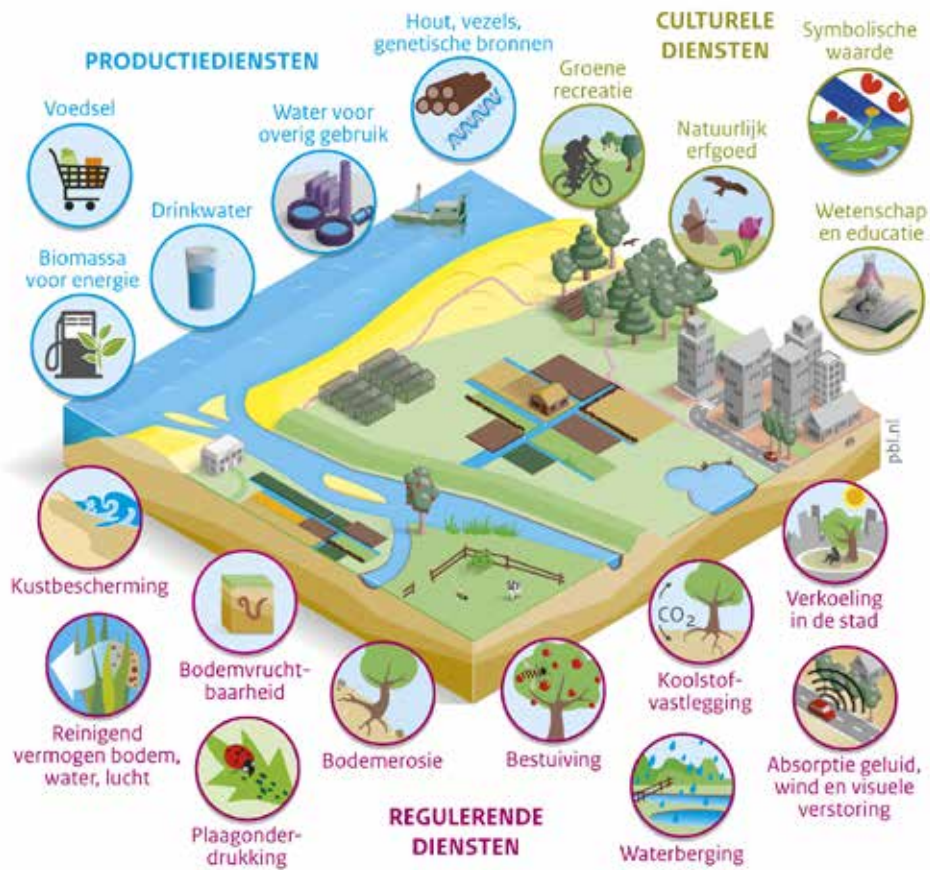 PRODUCTIEDIENSTEN
Voedsel
Biomassa
voor energie
Drinkwater
Water voor
overig gebruik
Hout, vezels,
genetische bronnen
CULTURELE
DIENSTEN
Groene
recreatie
Natuurlijk
erfgoed
Symbolische
waarde
Wetenschap
en educatie
pbl.nl
Kustbescherming
Reinigend
vermogen bodem,
water, lucht
Bodemvrucht-
baarheid
Plaagonder-
drukking
Bodemerosie
Bestuiving
CO2
Koolstof-
vastlegging
Waterberging
Verkoeling
in de stad
Absorptie geluid,
wind en visuele
verstoring
REGULERENDE
DIENSTEN